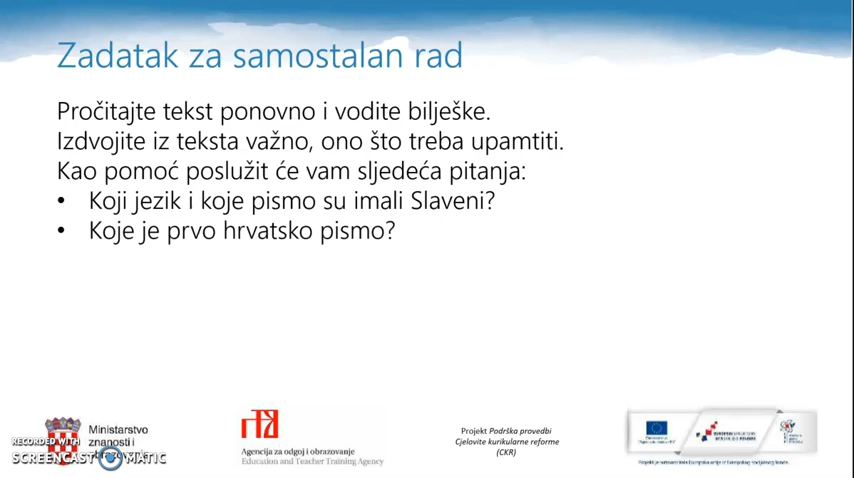 Zadatak za samostalan rad
Pročitajte tekst ponovno i vodite bilješke.
Izdvojite iz teksta važno, ono što treba upamtiti.
Kao pomoć poslužit će vam sljedeća pitanja:
• Koji jezik i koje pismo su imali Slaveni?
• Koje je prvo hrvatsko pismo?
Ministarstvo
znanosti i
obrazovanja
RECORDED WITH
SCREENCAST MATIC
Agencija za odgoj i obrazovanje
Education and Teacher Training Agency
Projekt Podrška provedbi
Cjelovite kurikularne reforme
(CKR)